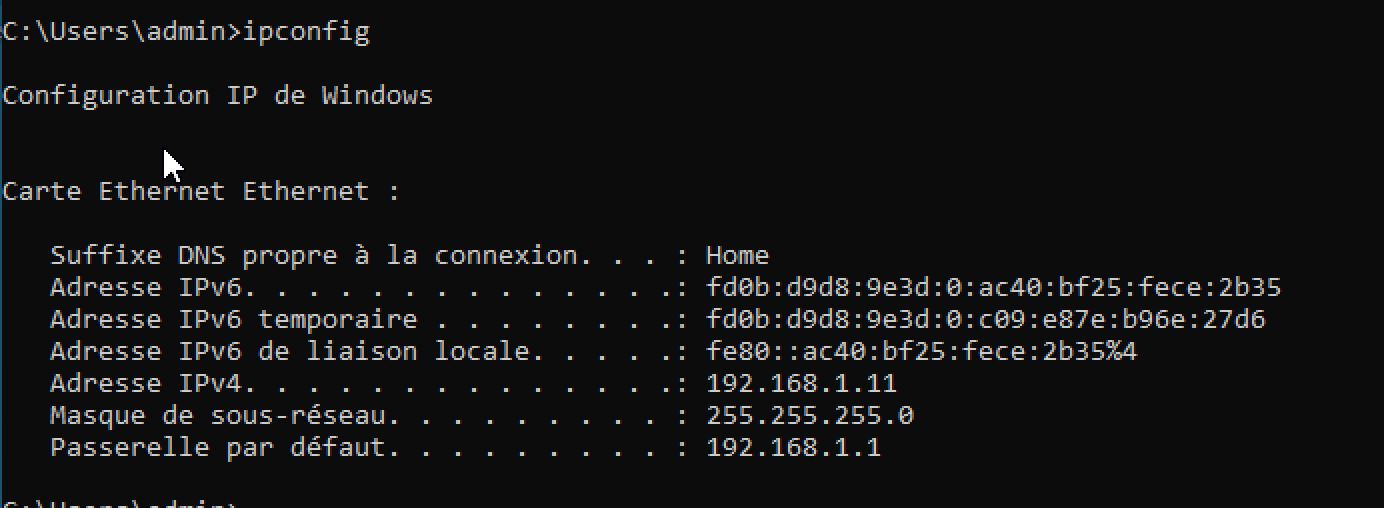 C:\Users\admin>ipconfig
Configuration IP de Windows
Carte Ethernet Ethernet :
Suffixe DNS propre à la connexion. . . : Home
Adresse IPv6. . . . . . . . . . . . . .: fd0b:d9d8:9e3d:0:ac40:bf25:fece:2b35
Adresse IPv6 temporaire . . . . . . . .: fd0b:d9d8:9e3d:0:c09:e87e:b96e:27d6
Adresse IPv6 de liaison locale. . . . .: fe80::ac40:bf25:fece:2b35%4
Adresse IPv4. . . . . . . . . . . . . .: 192.168.1.11
Masque de sous-réseau. . . . . . . . . : 255.255.255.0
Passerelle par défaut. . . . . . . . . : 192.168.1.1
C:\Users\admin>